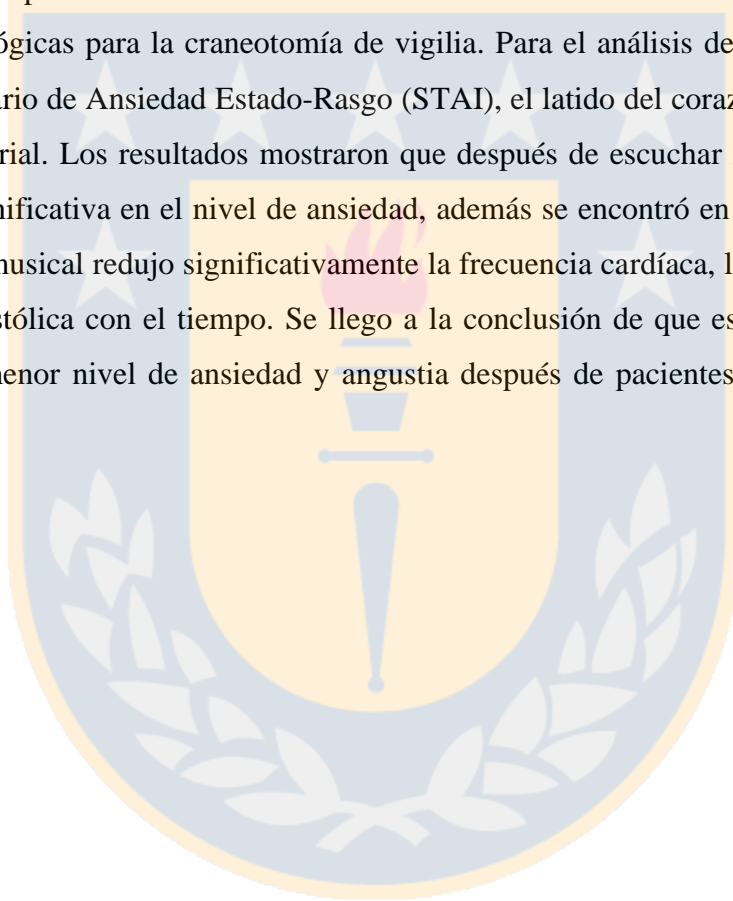 ógicas para la craneotomía de vigilia. Para el análisis de
ario de Ansiedad Estado-Rasgo (STAI), el latido del coraz
rial. Los resultados mostraron que después de escuchar
nificativa en el nivel de ansiedad, además se encontró en
musical redujo significativamente la frecuencia cardíaca, l
stólica con el tiempo. Se llego a la conclusión de que es
enor nivel de ansiedad y angustia después de pacientes